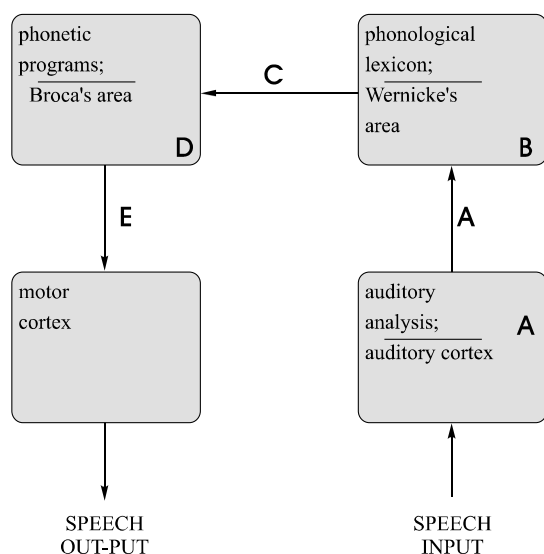 phonetic
programs;
Broca's area
D
C
phonological
lexicon;
Wernicke's
area
B
E
A
motor
cortex
auditory
analysis;
auditory cortex
A
SPEECH
OUT-PUT
SPEECH
INPUT